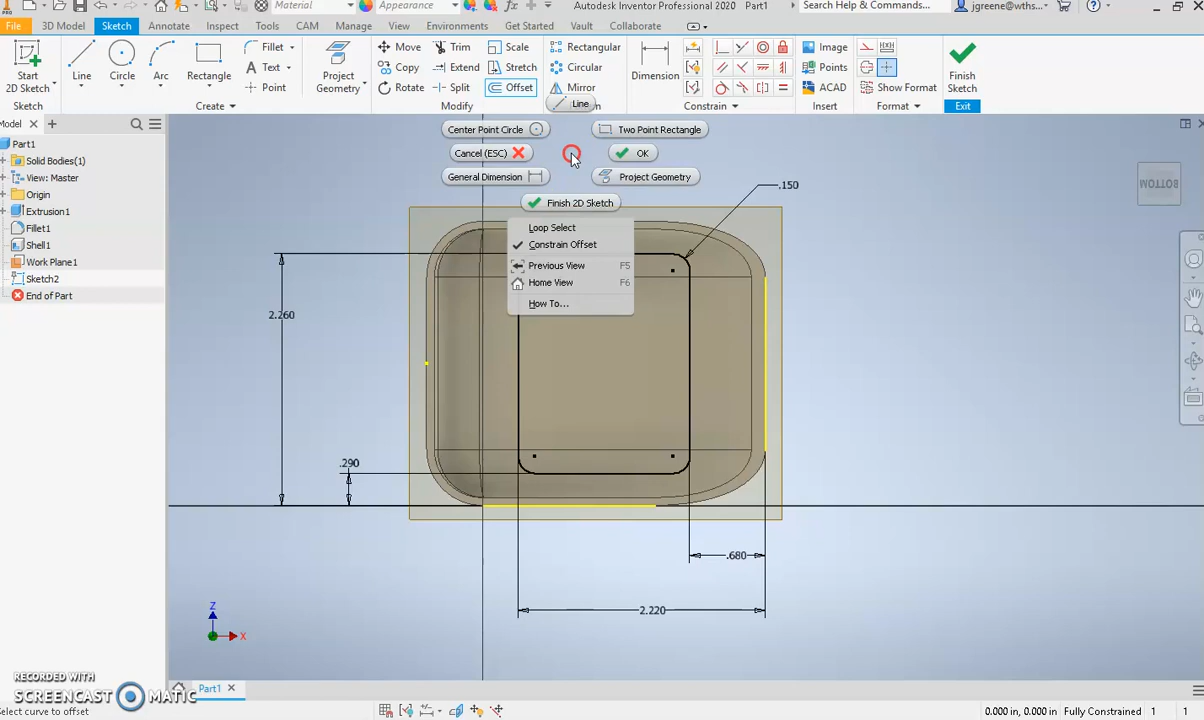 PRO
Material
Appearance
fx
Autodesk Inventor Professional 2020 Part1
Search Help & Commands...
jgreene@wths...
File
3D Model
Sketch
Annotate
Inspect
Tools
Manage
View
Environments
Get Started
Vault
Collaborate
Start
2D Sketch
Line
Circle
Arc
Rectangle
Fillet
Text
Point
Project
Geometry
Move
Copy
Rotate
Trim
Extend
Split
Scale
Stretch
Offset
Rectangular
Circular
Mirror
Dimension
Image
Points
ACAD
Show Format
Finish
Sketch
Sketch
Create
Modify
Line
Constrain
Insert
Format
Exit
Model
Part1
Solid Bodies(1)
View: Master
Origin
Extrusion1
Fillet1
Shell1
Work Plane1
Sketch2
End of Part
Center Point Circle
Two Point Rectangle
Cancel (ESC)
OK
General Dimension
Project Geometry
Finish 2D Sketch
Loop Select
Constrain Offset
Previous View F5
Home View F6
How To...
BOTTOM
.150
2.260
.290
.680
2.220
Z
X
RECORDED WITH
SCREENCAST MATIC
Part1
Select curve to offset
0.000 in, 0.000 in Fully Constrained 1 1